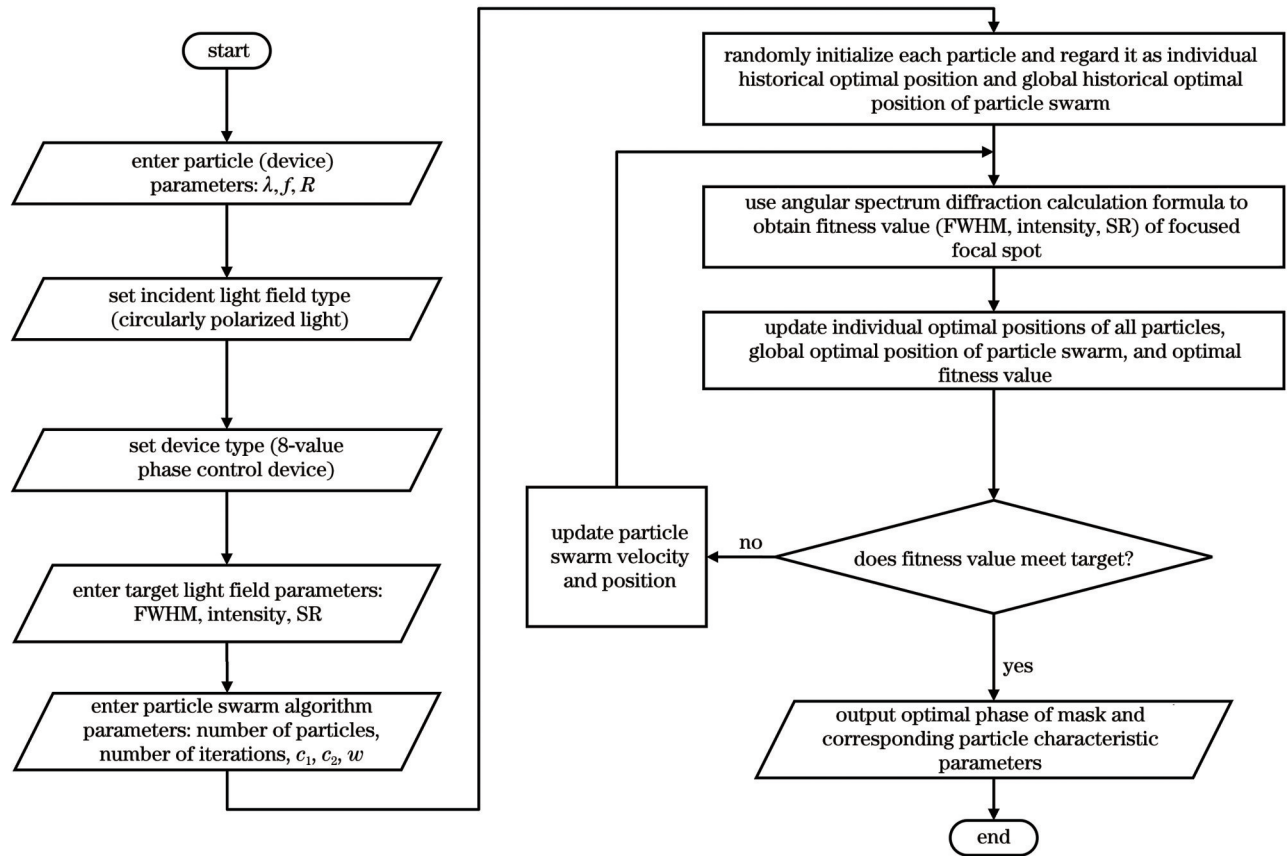 start
enter particle (device)
parameters: λ, f, R
set incident light field type
(circularly polarized light)
set device type (8-value
phase control device)
enter target light field parameters:
FWHM, intensity, SR
enter particle swarm algorithm
parameters: number of particles,
number of iterations, c₁, c₂, w
randomly initialize each particle and regard it as individual
historical optimal position and global historical optimal
position of particle swarm
use angular spectrum diffraction calculation formula to
obtain fitness value (FWHM, intensity, SR) of focused
focal spot
update individual optimal positions of all particles,
global optimal position of particle swarm, and optimal
fitness value
does fitness value meet target?
no
update particle
swarm velocity
and position
yes
output optimal phase of mask and
corresponding particle characteristic
parameters
end